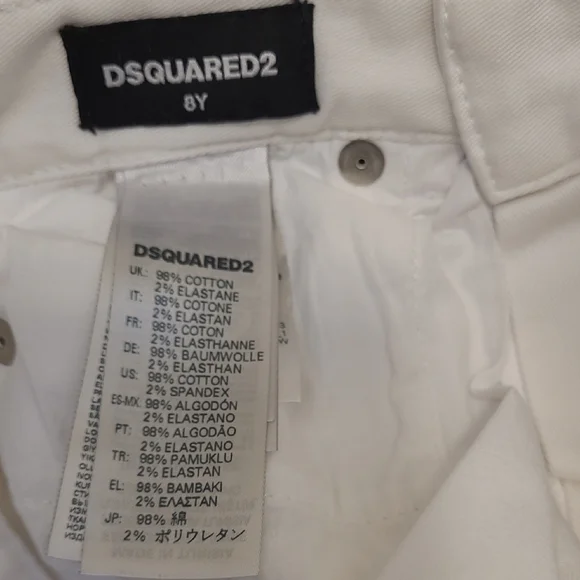 DSQUARED2
8Y
DSQUARED2
UK: 98% COTTON
2% ELASTANE
IT: 98% COTONE
2% ELASTAN
FR: 98% COTON
2% ELASTHANNE
DE: 98% BAUMWOLLE
2% ELASTHAN
US: 98% COTTON
2% SPANDEX
ES-MX: 98% ALGODÓN
2% ELASTANO
PT: 98% ALGODÃO
2% ELASTANO
TR: 98% PAMUKLU
2% ELASTAN
EL: 98% BAMBAKI
2% ΕΛΑΣΤΑΝ
JP: 98% 綿
2% ポリウレタン
MADE IN TUNISIA